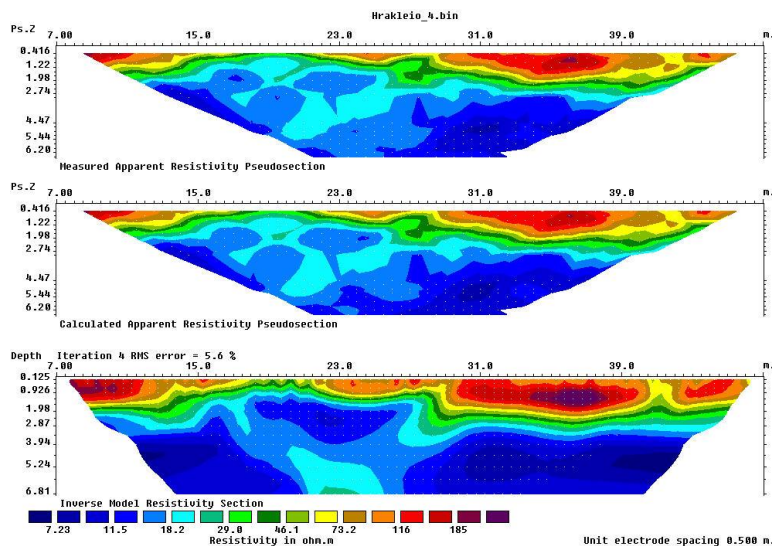 Hrakleio_4.bin
Ps.Z 7.00 15.0 23.0 31.0 39.0 m.
0.416
1.22
1.98
2.74
4.47
5.44
6.20
Measured Apparent Resistivity Pseudosection
Ps.Z 7.00 15.0 23.0 31.0 39.0 m.
0.416
1.22
1.98
2.74
4.47
5.44
6.20
Calculated Apparent Resistivity Pseudosection
Depth Iteration 4 RMS error = 5.6 %
7.00 15.0 23.0 31.0 39.0 m.
0.125
0.926
1.98
2.87
3.94
5.24
6.81
Inverse Model Resistivity Section
7.23 11.5 18.2 29.0 46.1 73.2 116 185
Resistivity in ohm.m
Unit electrode spacing 0.500 m.